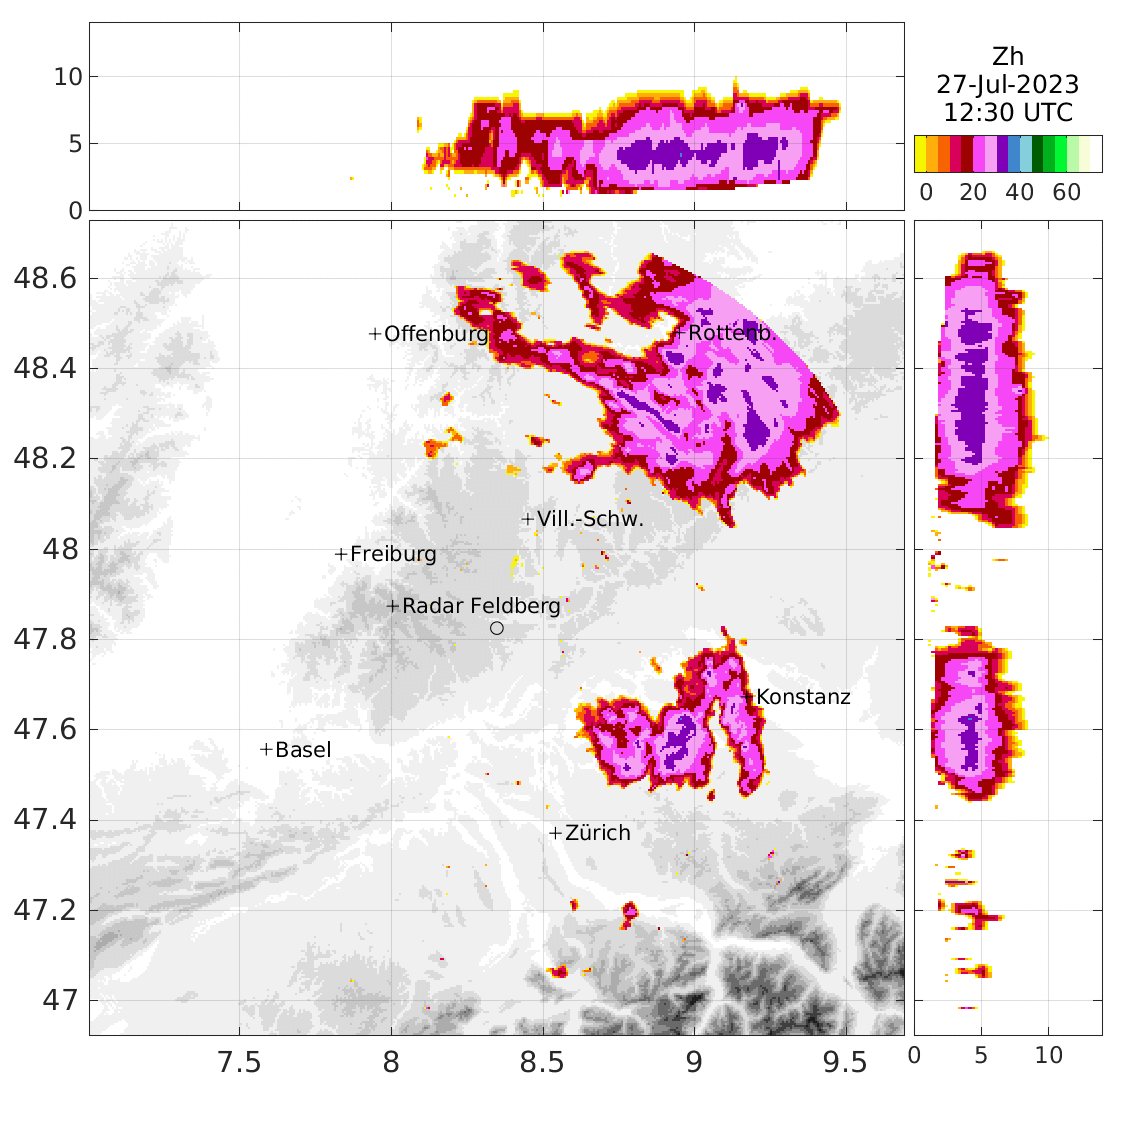 Zh
27-Jul-2023
12:30 UTC
0 20 40 60
10
5
0
48.6
48.4
48.2
48
47.8
47.6
47.4
47.2
47
Offenburg
Rottenb.
Vill.-Schw.
Freiburg
Radar Feldberg
Konstanz
Basel
Zürich
7.5 8 8.5 9 9.5
0 5 10